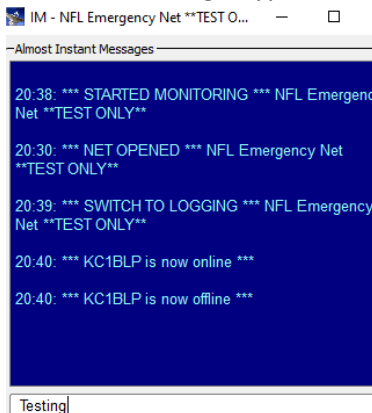 IM - NFL Emergency Net **TEST O...
Almost Instant Messages
20:38: *** STARTED MONITORING *** NFL Emergenc
Net **TEST ONLY**
20:30: *** NET OPENED *** NFL Emergency Net
**TEST ONLY**
20:39: *** SWITCH TO LOGGING *** NFL Emergency
Net **TEST ONLY**
20:40: *** KC1BLP is now online ***
20:40: *** KC1BLP is now offline ***
Testing